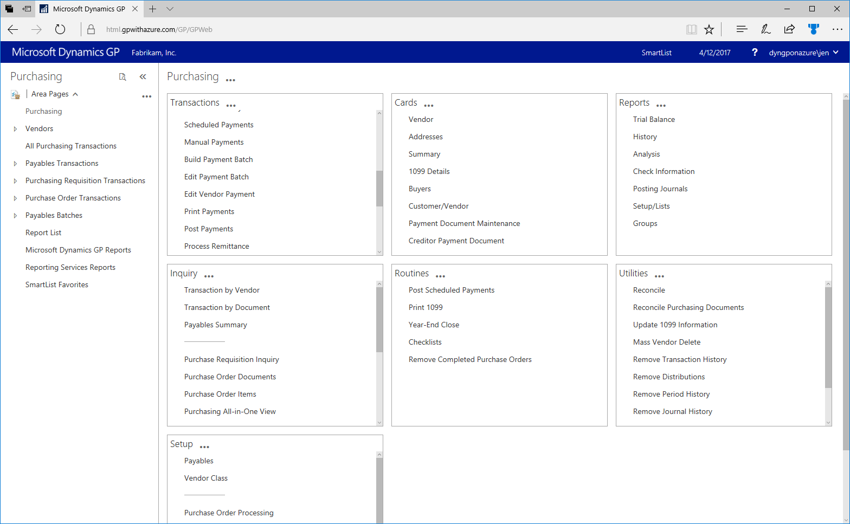 Microsoft Dynamics GP
html.gpwithazure.com/GP/GPWeb
Microsoft Dynamics GP Fabrikam, Inc. SmartList 4/12/2017 ? dyngponazure\jen
Purchasing
Area Pages
Purchasing
Vendors
All Purchasing Transactions
Payables Transactions
Purchasing Requisition Transactions
Purchase Order Transactions
Payables Batches
Report List
Microsoft Dynamics GP Reports
Reporting Services Reports
SmartList Favorites
Purchasing
Transactions
Scheduled Payments
Manual Payments
Build Payment Batch
Edit Payment Batch
Edit Vendor Payment
Print Payments
Post Payments
Process Remittance
Cards
Vendor
Addresses
Summary
1099 Details
Buyers
Customer/Vendor
Payment Document Maintenance
Creditor Payment Document
Reports
Trial Balance
History
Analysis
Check Information
Posting Journals
Setup/Lists
Groups
Inquiry
Transaction by Vendor
Transaction by Document
Payables Summary
Purchase Requisition Inquiry
Purchase Order Documents
Purchase Order Items
Purchasing All-in-One View
Routines
Post Scheduled Payments
Print 1099
Year-End Close
Checklists
Remove Completed Purchase Orders
Utilities
Reconcile
Reconcile Purchasing Documents
Update 1099 Information
Mass Vendor Delete
Remove Transaction History
Remove Distributions
Remove Period History
Remove Journal History
Setup
Payables
Vendor Class
Purchase Order Processing